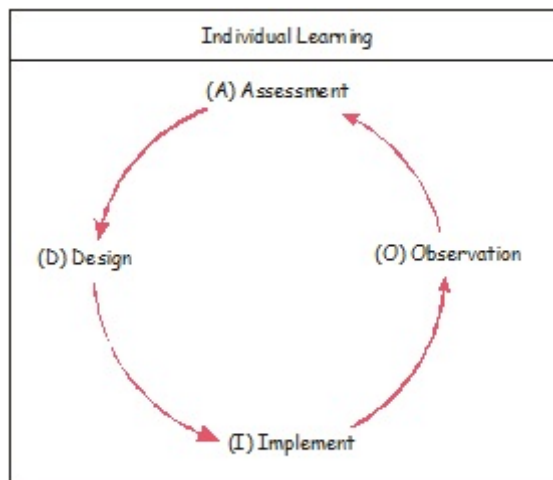 Individual Learning
(A) Assessment
(D) Design
(O) Observation
(I) Implement